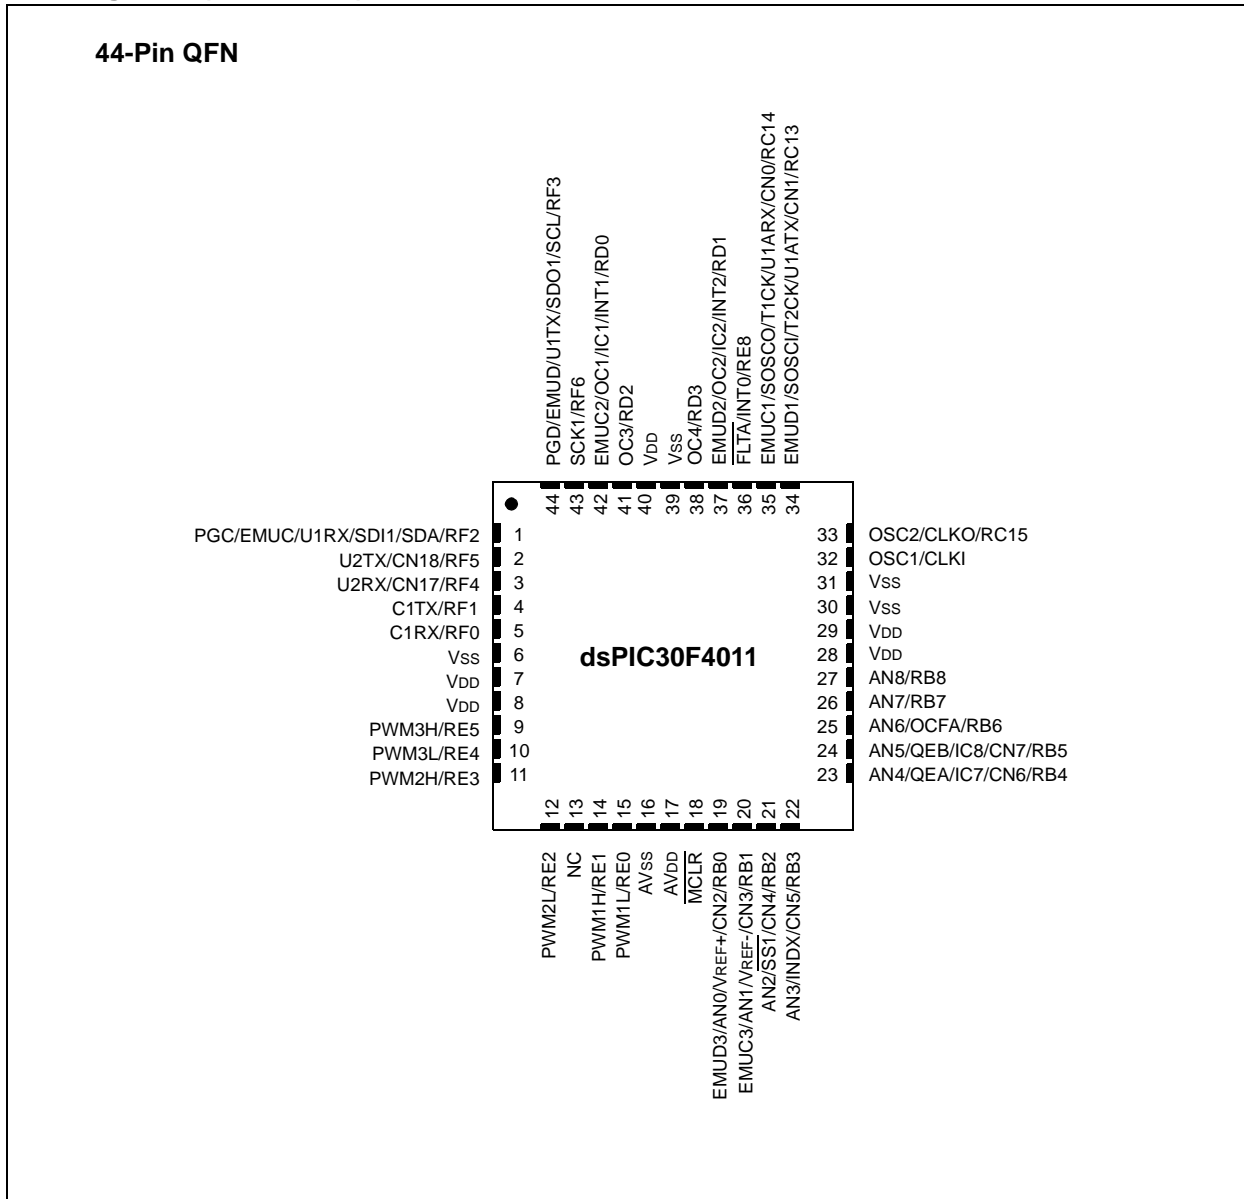 44-Pin QFN
PGD/EMUD/U1TX/SDO1/SCL/RF3
SCK1/RF6
EMUC2/OC1/IC1/INT1/RD0
OC3/RD2
VDD
VSS
OC4/RD3
EMUD2/OC2/IC2/INT2/RD1
FLTA/INT0/RE8
EMUC1/SOSCO/T1CK/U1ARX/CN0/RC14
EMUD1/SOSCI/T2CK/U1ATX/CN1/RC13
44 43 42 41 40 39 38 37 36 35 34
PGC/EMUC/U1RX/SDI1/SDA/RF2 1
U2TX/CN18/RF5 2
U2RX/CN17/RF4 3
C1TX/RF1 4
C1RX/RF0 5
VSS 6
VDD 7
VDD 8
PWM3H/RE5 9
PWM3L/RE4 10
PWM2H/RE3 11
dsPIC30F4011
33 OSC2/CLKO/RC15
32 OSC1/CLKI
31 VSS
30 VSS
29 VDD
28 VDD
27 AN8/RB8
26 AN7/RB7
25 AN6/OCFA/RB6
24 AN5/QEB/IC8/CN7/RB5
23 AN4/QEA/IC7/CN6/RB4
12 13 14 15 16 17 18 19 20 21 22
PWM2L/RE2
NC
PWM1H/RE1
PWM1L/RE0
AVSS
AVDD
MCLR
EMUD3/AN0/VREF+/CN2/RB0
EMUC3/AN1/VREF-/CN3/RB1
AN2/SS1/CN4/RB2
AN3/INDX/CN5/RB3